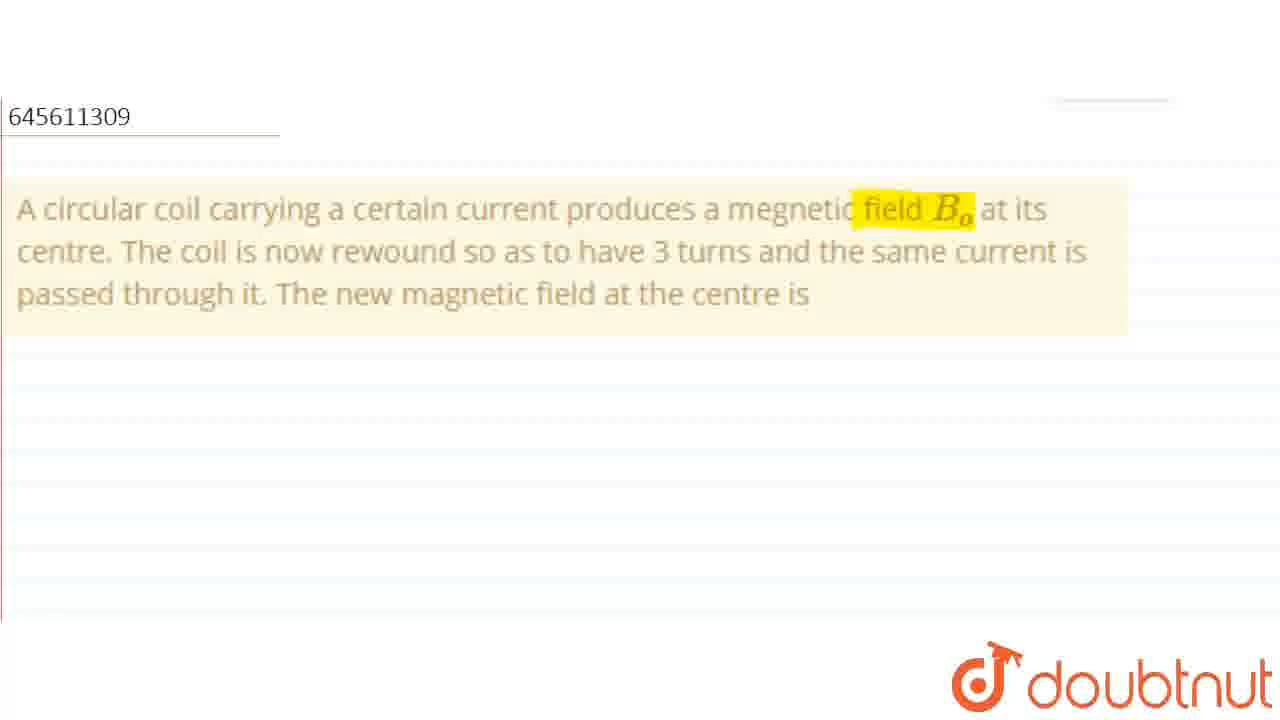 645611309
A circular coil carrying a certain current produces a megnetic field B₀ at its
centre. The coil is now rewound so as to have 3 turns and the same current is
passed through it. The new magnetic field at the centre is
doubtnut